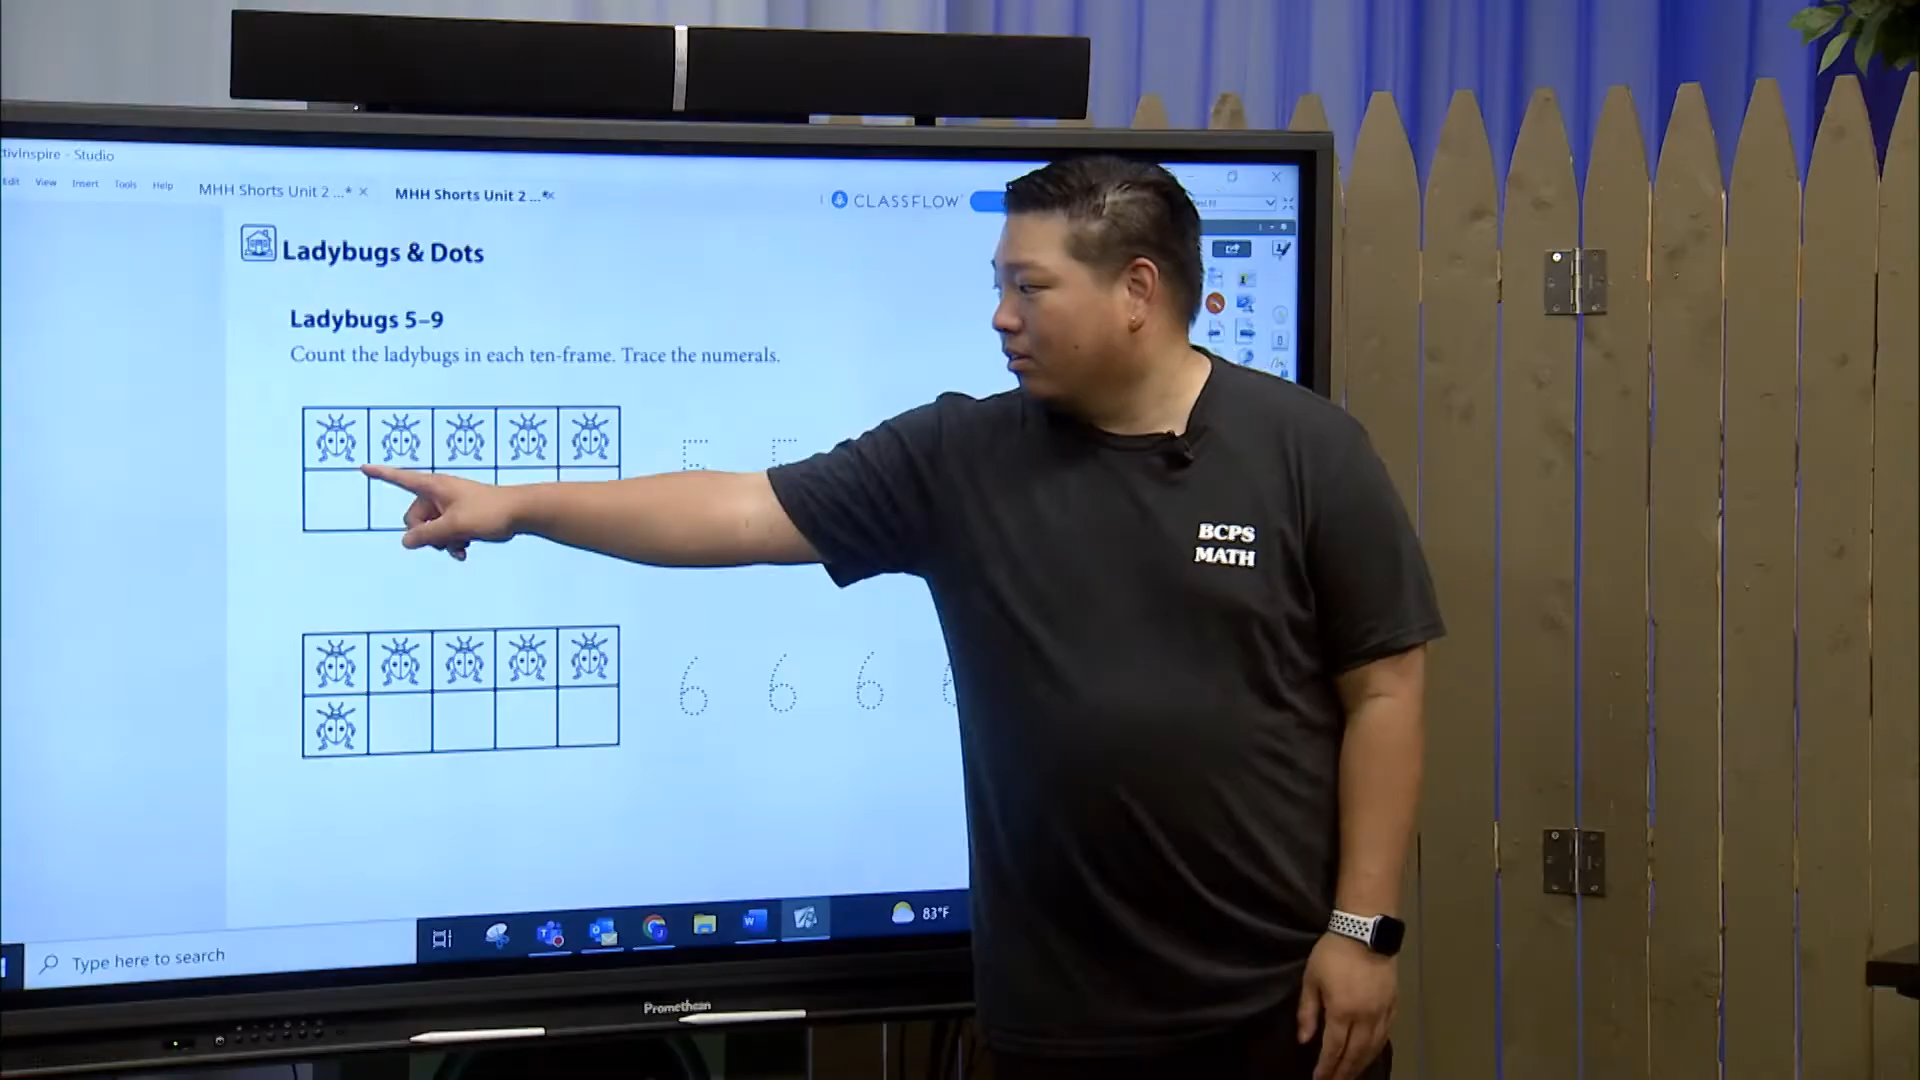 tivInspire - Studio
Edit View Insert Tools Help
MHH Shorts Unit 2 ...* ×
MHH Shorts Unit 2 ...*×
CLASSFLOW
Ladybugs & Dots
Ladybugs 5–9
Count the ladybugs in each ten-frame. Trace the numerals.
5 5
6 6 6 6
BCPS
MATH
Type here to search
83°F
Promethean